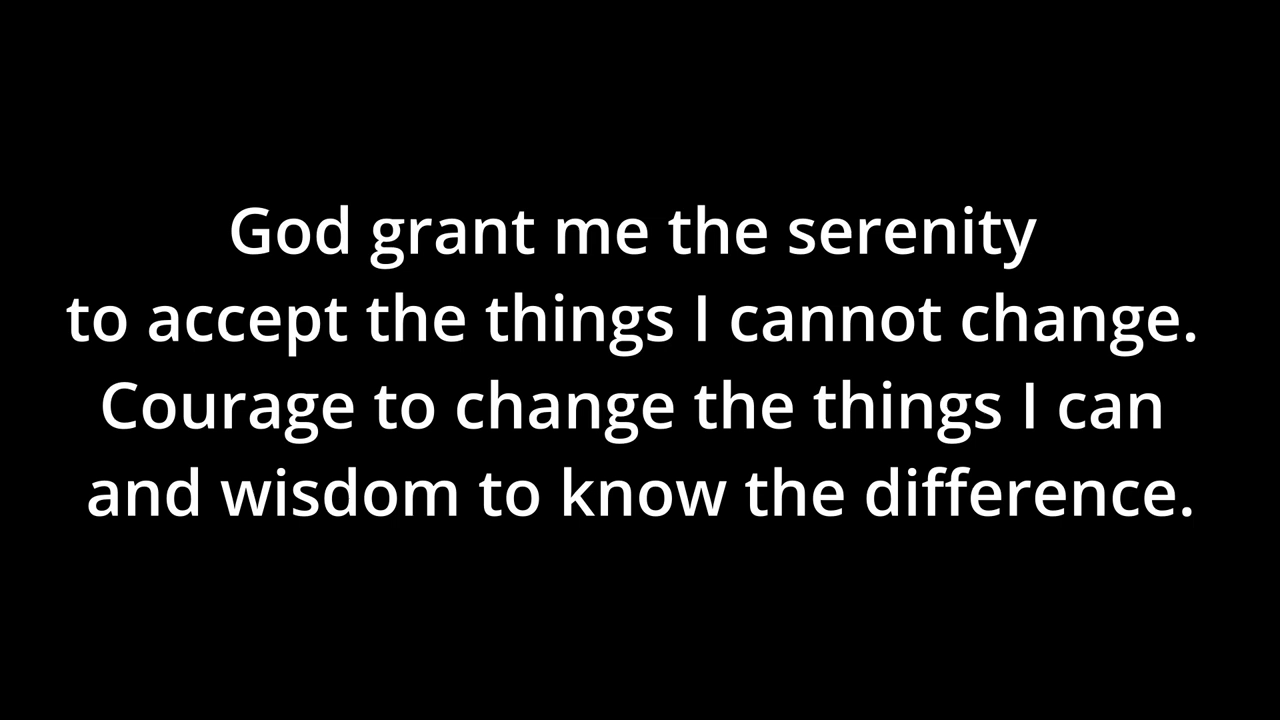 God grant me the serenity
to accept the things I cannot change.
Courage to change the things I can
and wisdom to know the difference.